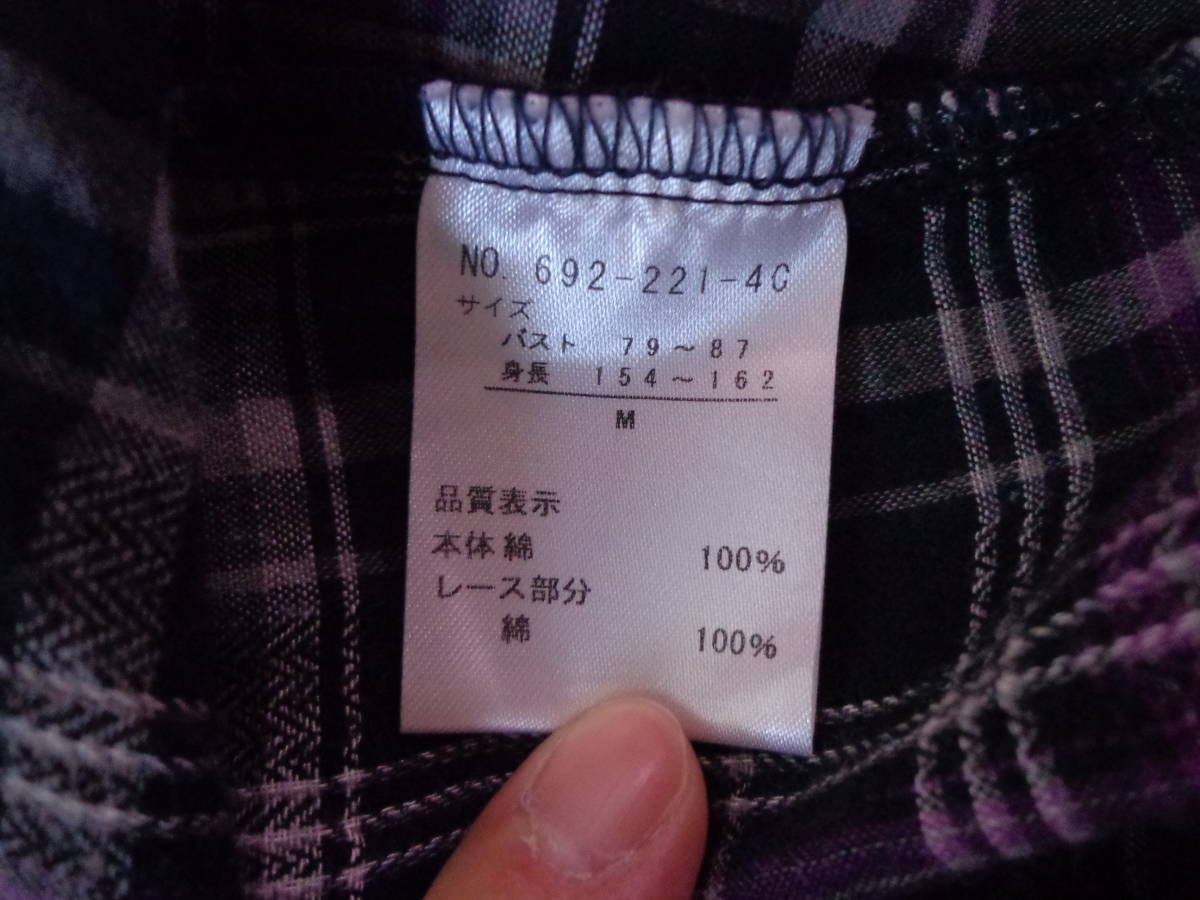 NO. 692-221-4C
サイズ
バスト 79～87
身長 154～162
M
品質表示
本体 綿 100%
レース部分
綿 100%